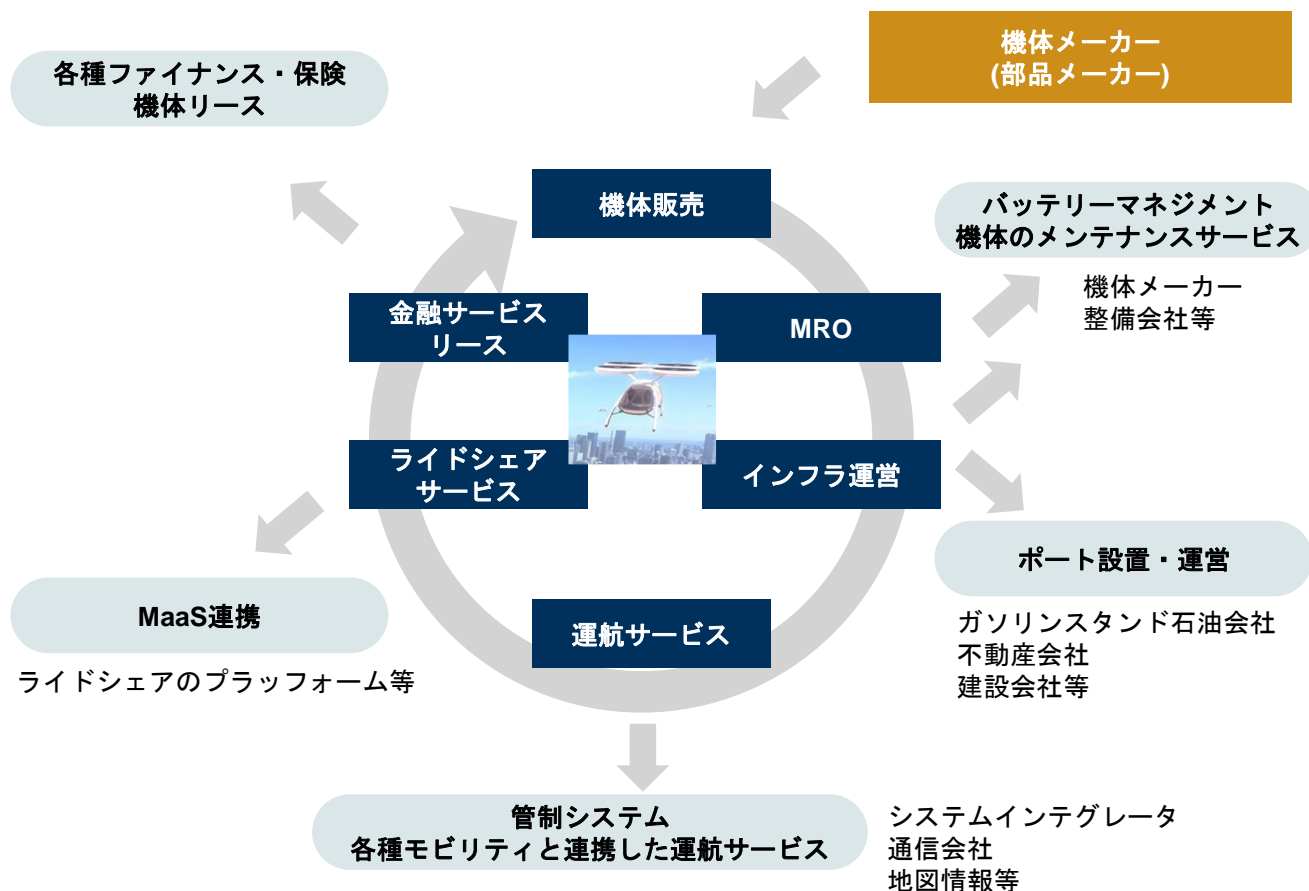 機体メーカー
(部品メーカー)
各種ファイナンス・保険
機体リース
機体販売
バッテリーマネジメント
機体のメンテナンスサービス
機体メーカー
整備会社等
金融サービス
リース
MRO
ライドシェア
サービス
インフラ運営
ポート設置・運営
ガソリンスタンド石油会社
不動産会社
建設会社等
MaaS連携
ライドシェアのプラッフォーム等
運航サービス
管制システム
各種モビリティと連携した運航サービス
システムインテグレータ
通信会社
地図情報等